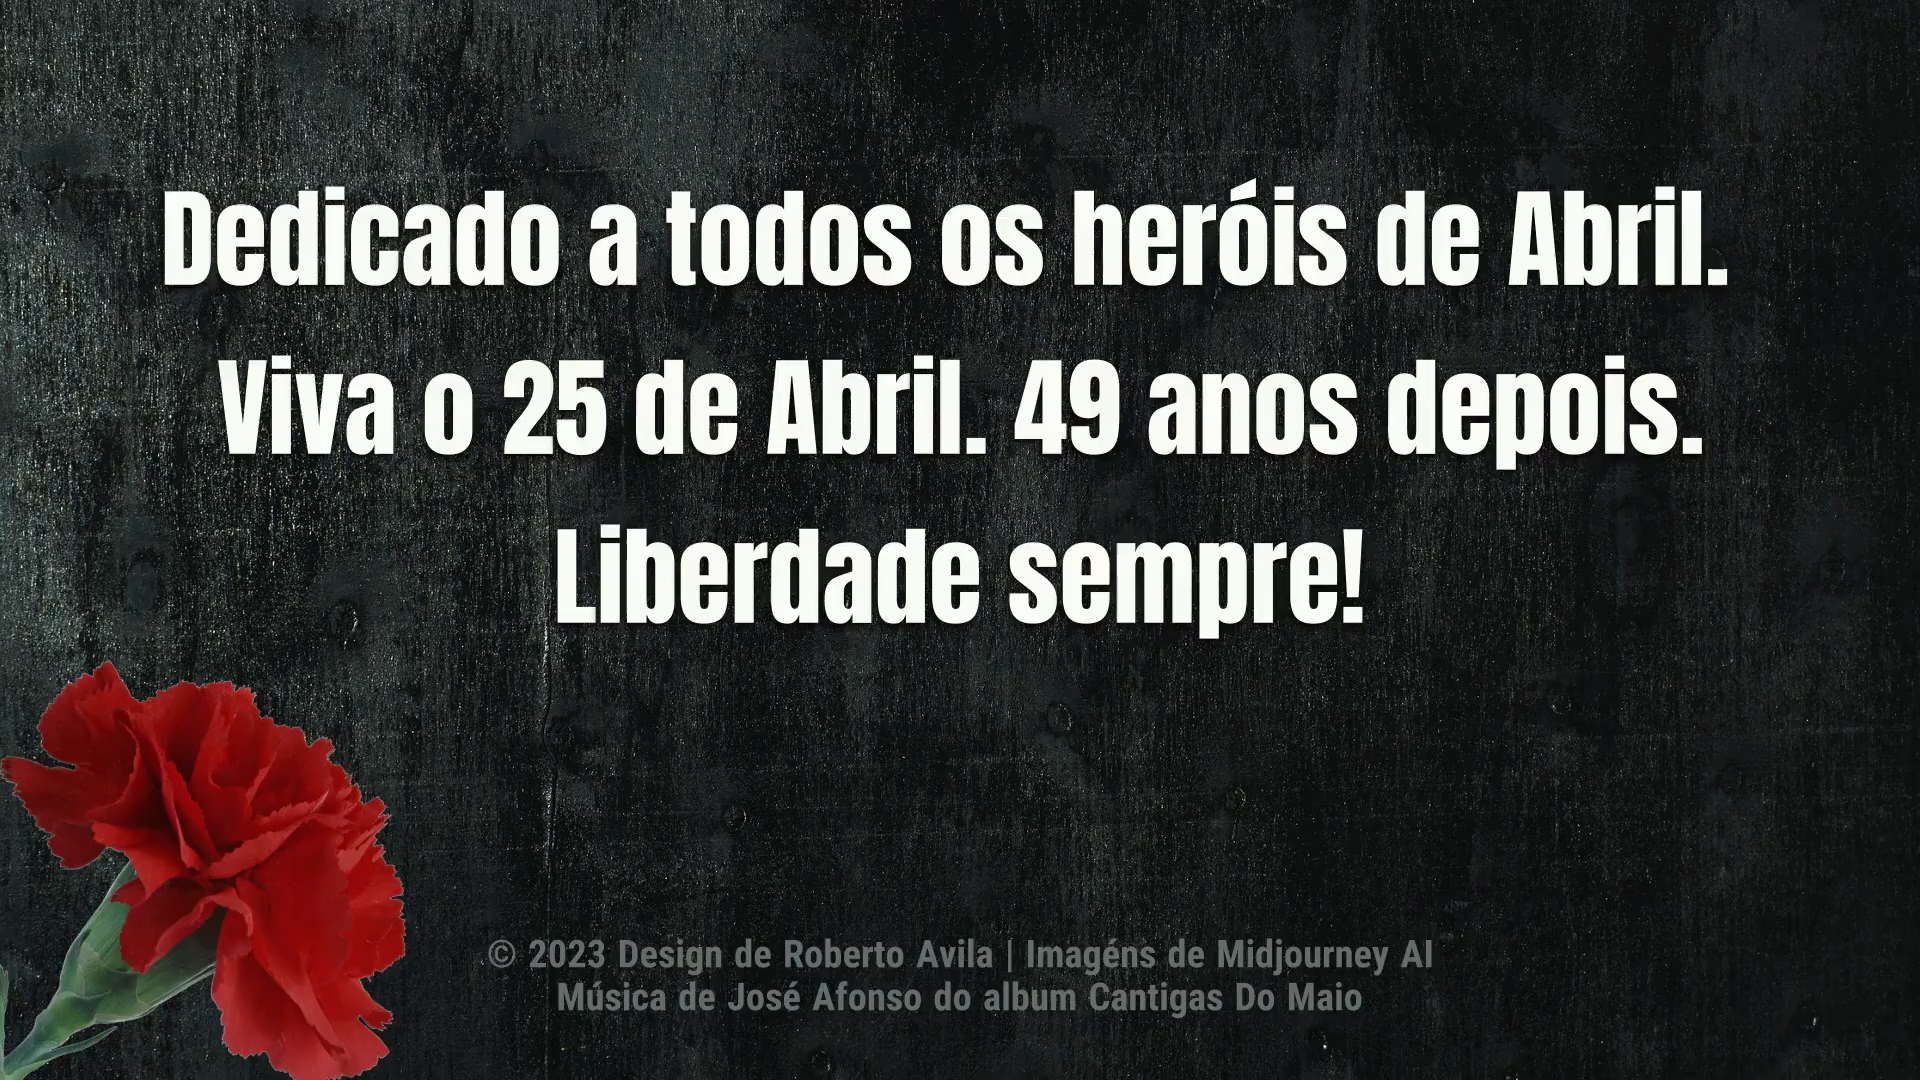 Dedicado a todos os heróis de Abril.
Viva o 25 de Abril. 49 anos depois.
Liberdade sempre!
© 2023 Design de Roberto Avila | Imagéns de Midjourney AI
Música de José Afonso do album Cantigas Do Maio